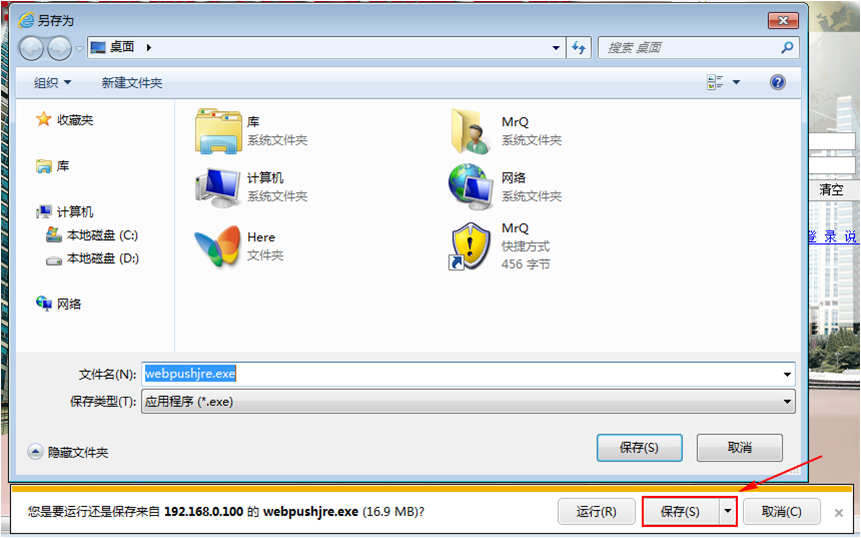 另存为
桌面
搜索 桌面
组织
新建文件夹
收藏夹
库
计算机
本地磁盘 (C:)
本地磁盘 (D:)
网络
库
系统文件夹
MrQ
系统文件夹
计算机
系统文件夹
网络
系统文件夹
Here
文件夹
MrQ
快捷方式
456 字节
清空
登 录 说
文件名(N):
webpushjre.exe
保存类型(T):
应用程序 (*.exe)
隐藏文件夹
保存(S)
取消
您是要运行还是保存来自 192.168.0.100 的 webpushjre.exe (16.9 MB)?
运行(R)
保存(S)
取消(C)